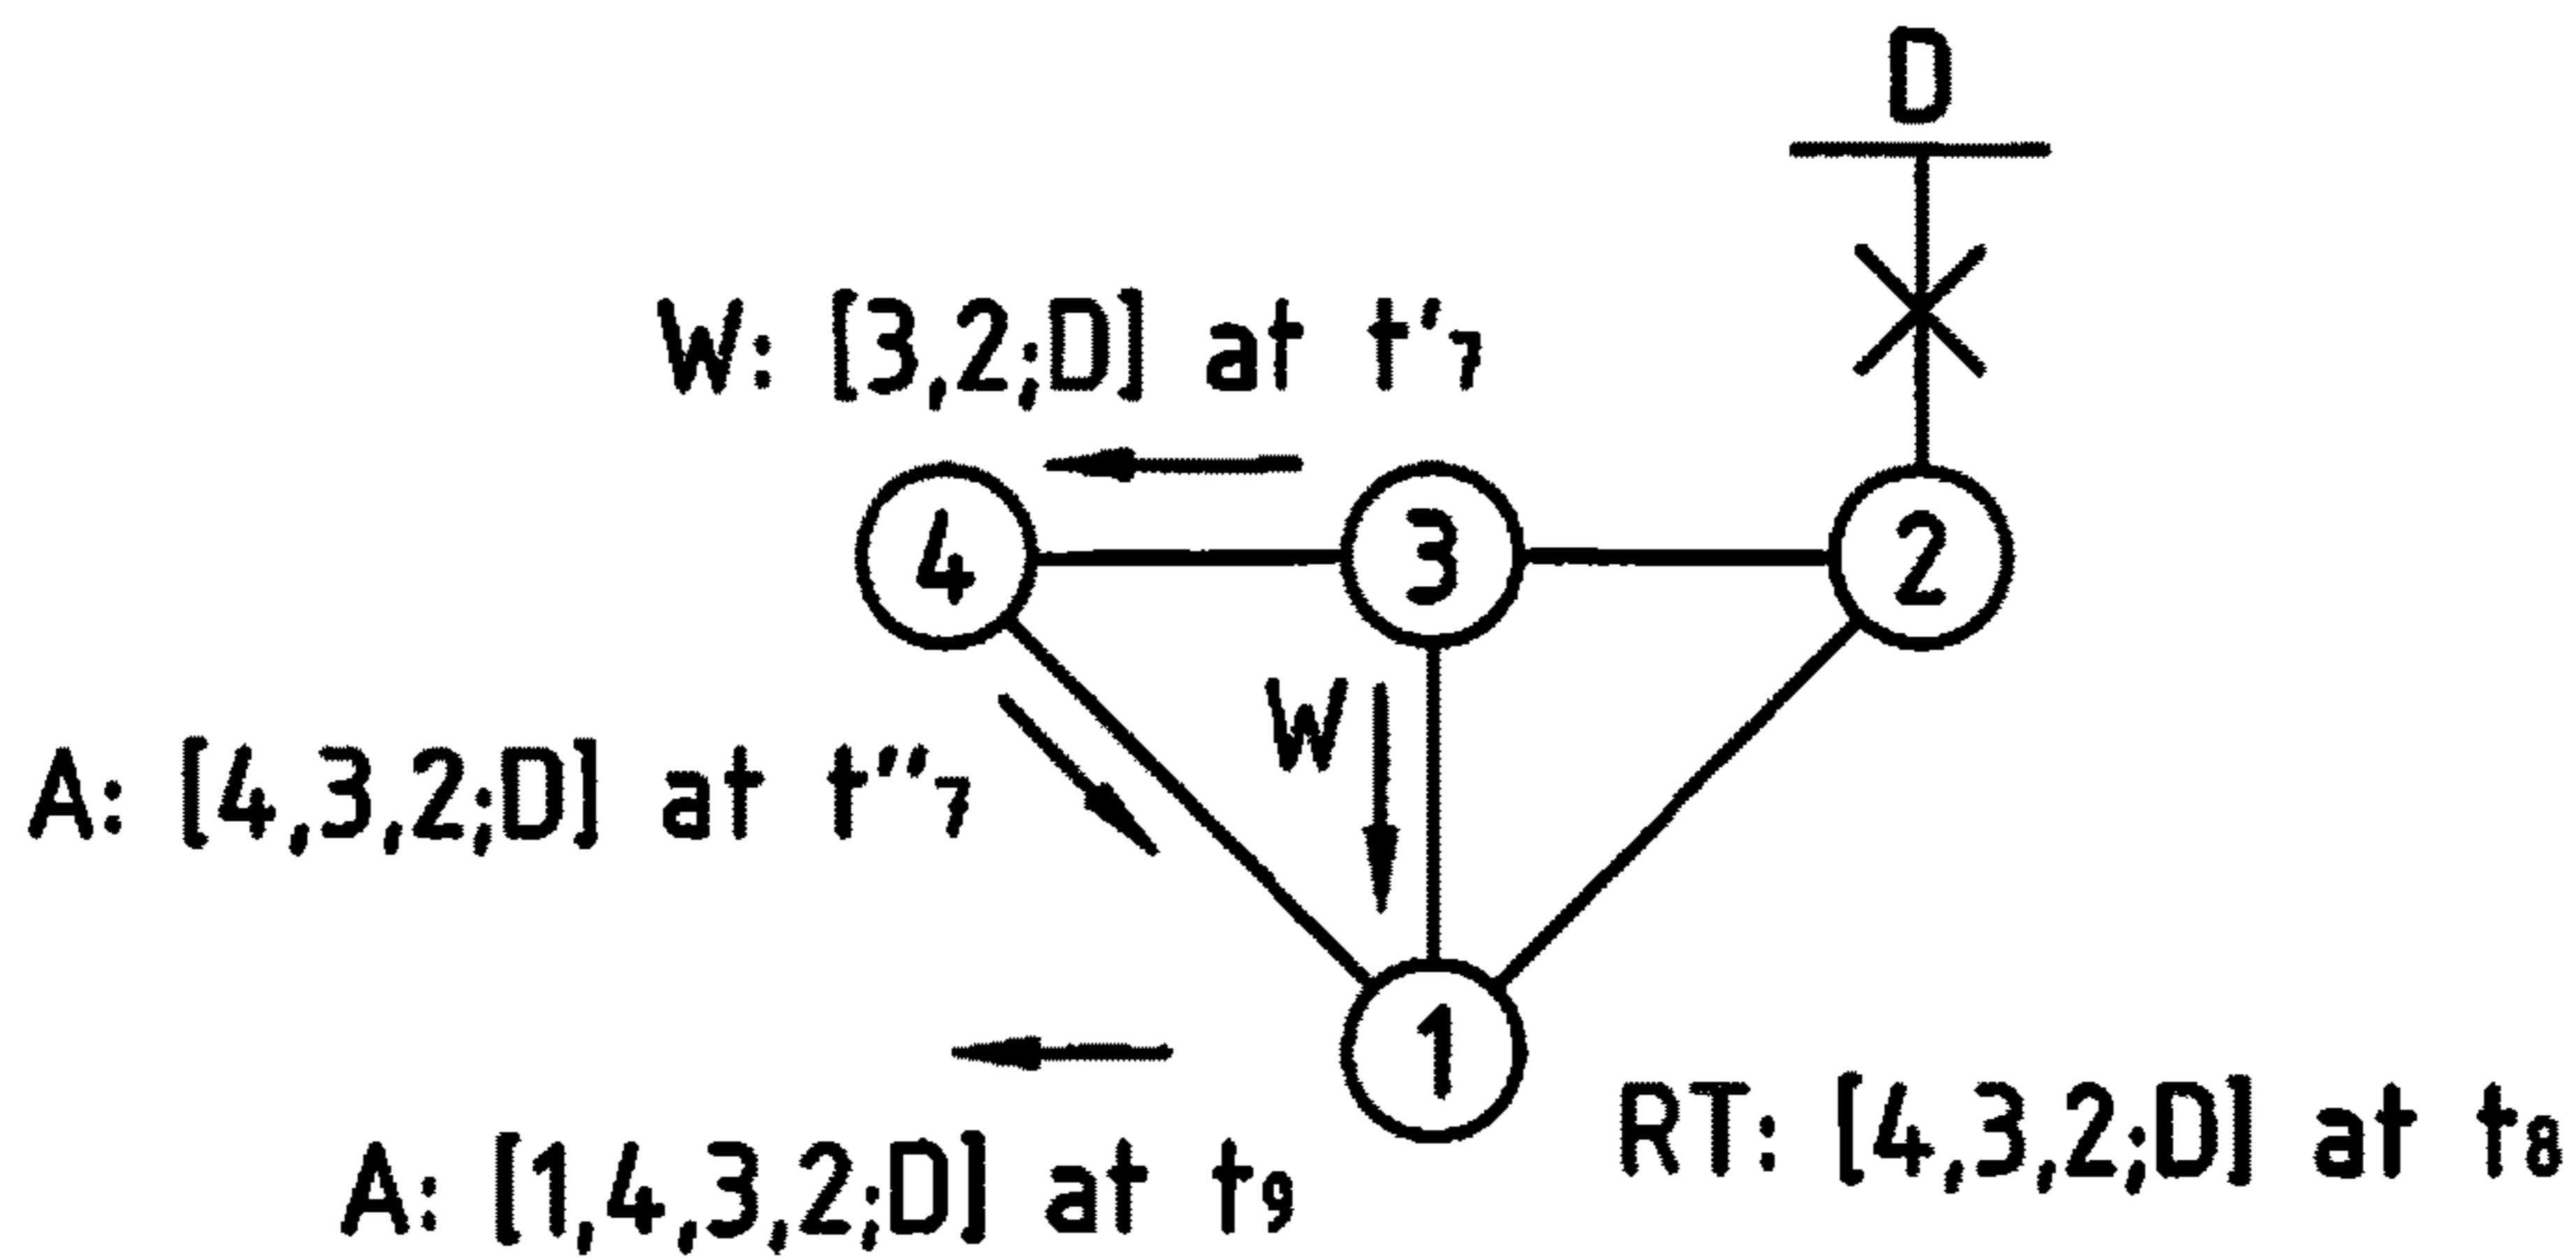 D
W: [3,2;D] at t′₇
4
3
2
W
A: [4,3,2;D] at t″₇
1
RT: [4,3,2;D] at t₈
A: [1,4,3,2;D] at t₉